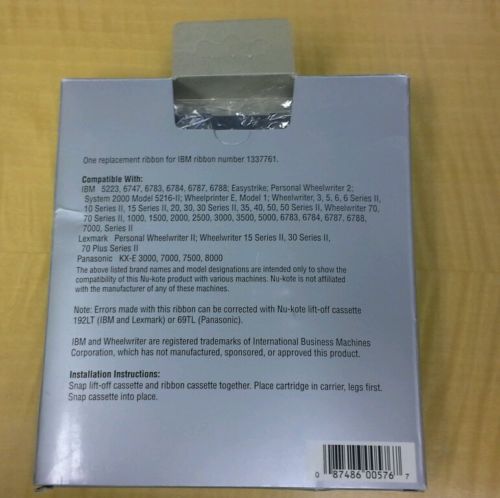 One replacement ribbon for IBM ribbon number 1337761.
Compatible With:
IBM 5223, 6747, 6783, 6784, 6787, 6788; Easystrike; Personal Wheelwriter 2;
System 2000 Model 5216-II; Wheelprinter E, Model 1; Wheelwriter, 3, 5, 6, 6 Series II,
10 Series II, 15 Series II, 20, 30, 30 Series II, 35, 40, 50, 50 Series II. Wheelwriter 70,
70 Series II, 1000, 1500, 2000, 2500, 3000, 3500, 5000, 6783, 6784, 6787, 6788,
7000, Series II
Lexmark Personal Wheelwriter II; Wheelwriter 15 Series II, 30 Series II,
70 Plus Series II
Panasonic KX-E 3000, 7000, 7500, 8000
The above listed brand names and model designations are intended only to show the
compatibility of this Nu-kote product with various machines. Nu-kote is not affiliated
with the manufacturer of any of these machines.
Note: Errors made with this ribbon can be corrected with Nu-kote lift-off cassette
192LT (IBM and Lexmark) or 69TL (Panasonic).
IBM and Wheelwriter are registered trademarks of International Business Machines
Corporation, which has not manufactured, sponsored, or approved this product.
Installation Instructions:
Snap lift-off cassette and ribbon cassette together. Place cartridge in carrier, legs first.
Snap cassette into place.
0 87486 00576 7